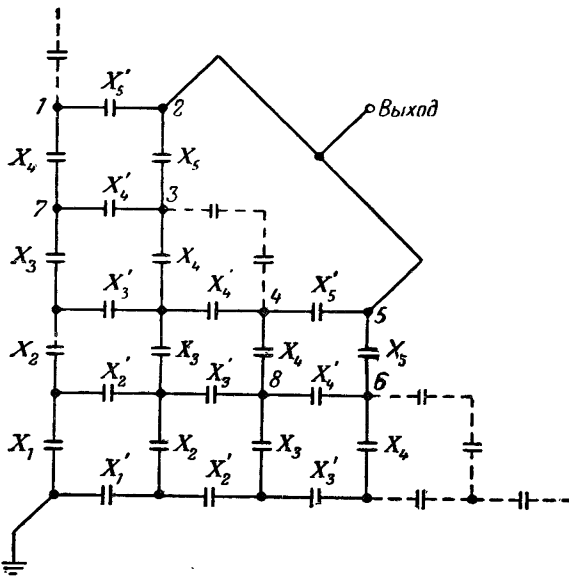 1 X₅' 2
Выход
X₄ X₅
7 X₄' 3
X₃ X₄
X₃' X₄' 4 X₅' 5
X₂ X₃ X₄ X₅
X₂' X₃' 8 X₄' 6
X₁ X₂ X₃ X₄
X₁' X₂' X₃'